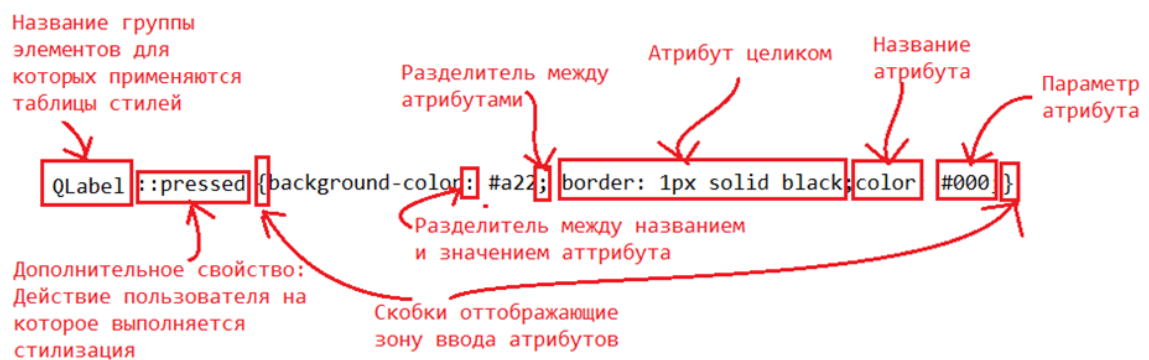 Название группы
элементов для
которых применяются
таблицы стилей
Разделитель между
атрибутами
Атрибут целиком
Название
атрибута
Параметр
атрибута
QLabel ::pressed {background-color: #a22; border: 1px solid black;color #000;}
Разделитель между названием
и значением аттрибута
Дополнительное свойство:
Действие пользователя на
которое выполняется
стилизация
Скобки оттображающие
зону ввода атрибутов